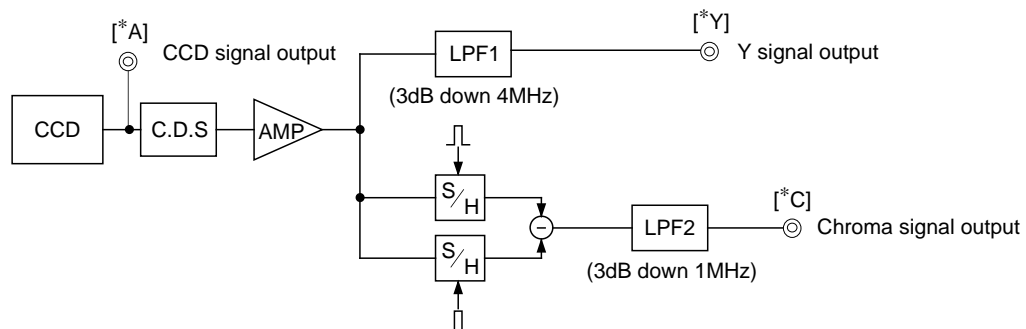 [*A]
CCD signal output
[*Y]
Y signal output
LPF1
(3dB down 4MHz)
CCD
C.D.S
AMP
S/H
[*C]
Chroma signal output
LPF2
(3dB down 1MHz)
S/H